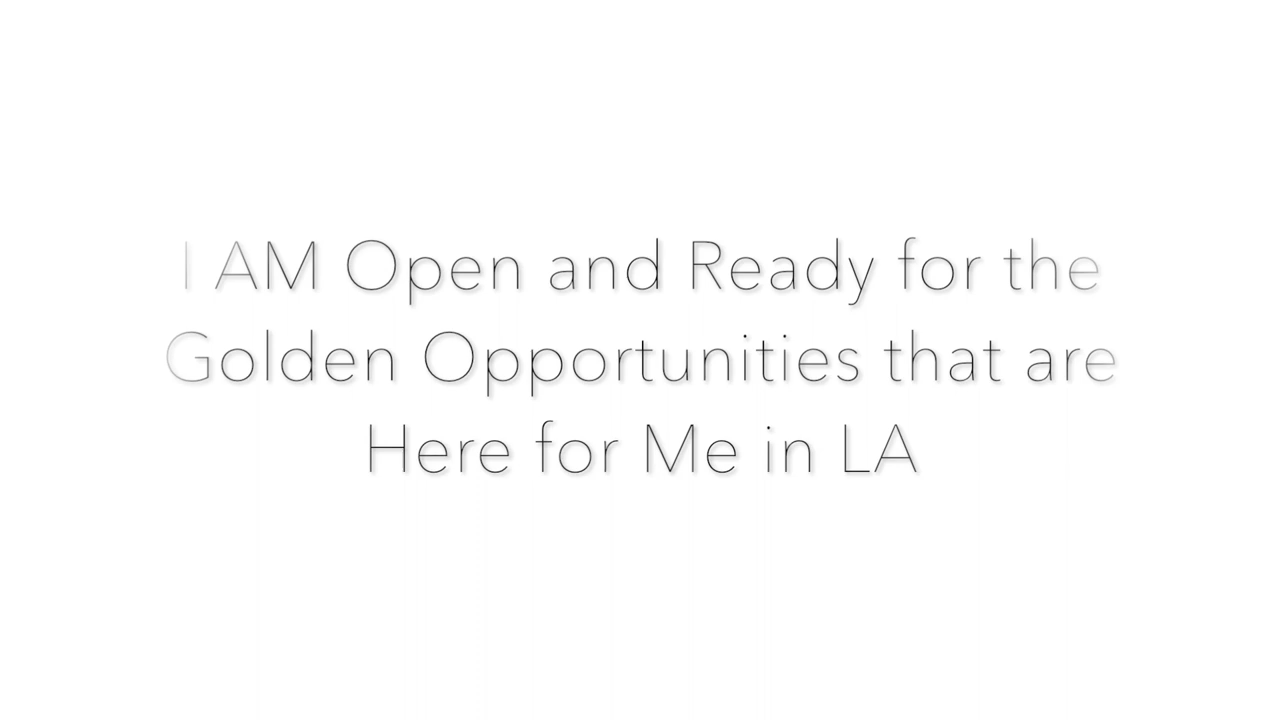 I AM Open and Ready for the
Golden Opportunities that are
Here for Me in LA